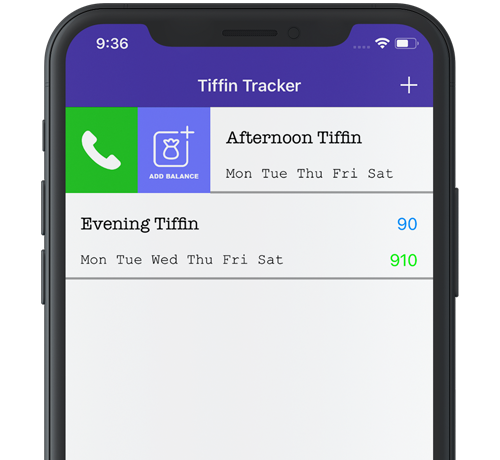 9:36
Tiffin Tracker +
ADD BALANCE
Afternoon Tiffin
Mon Tue Thu Fri Sat
Evening Tiffin 90
Mon Tue Wed Thu Fri Sat 910